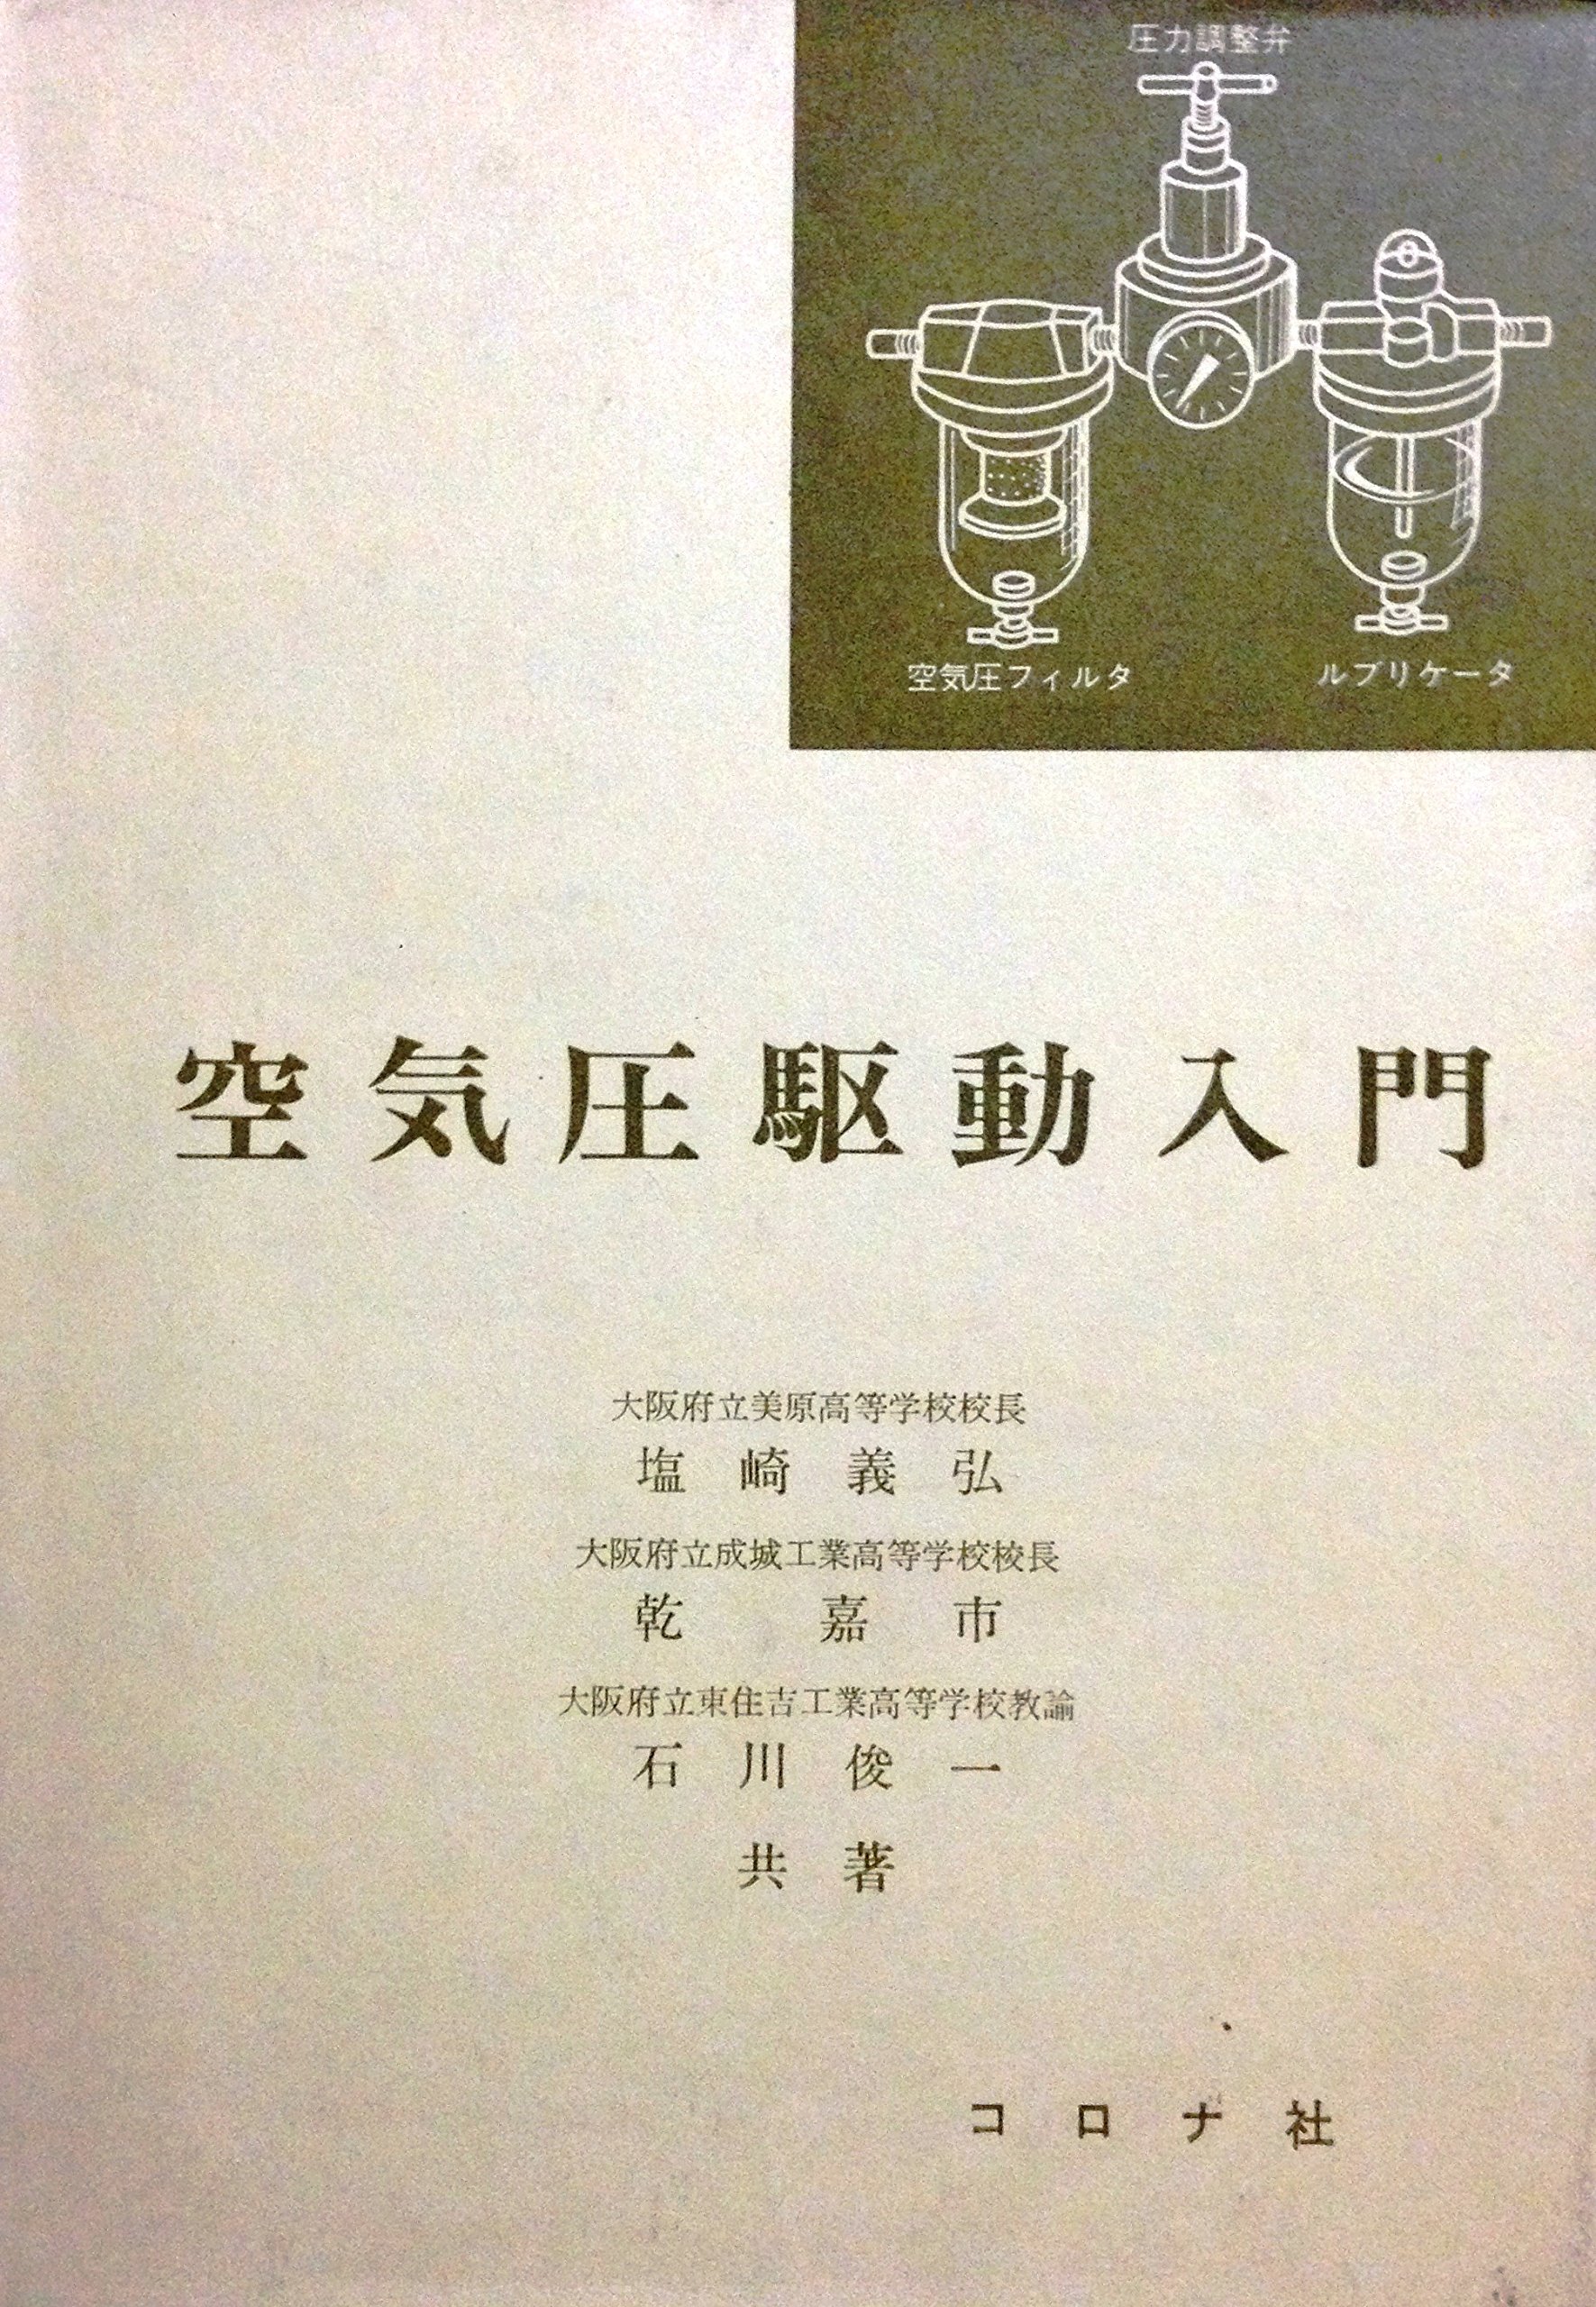 圧力調整弁
空気圧フィルタ
ルブリケータ
空気圧駆動入門
大阪府立美原高等学校校長
塩崎義弘
大阪府立成城工業高等学校校長
乾嘉市
大阪府立東住吉工業高等学校教諭
石川俊一
共著
コロナ社